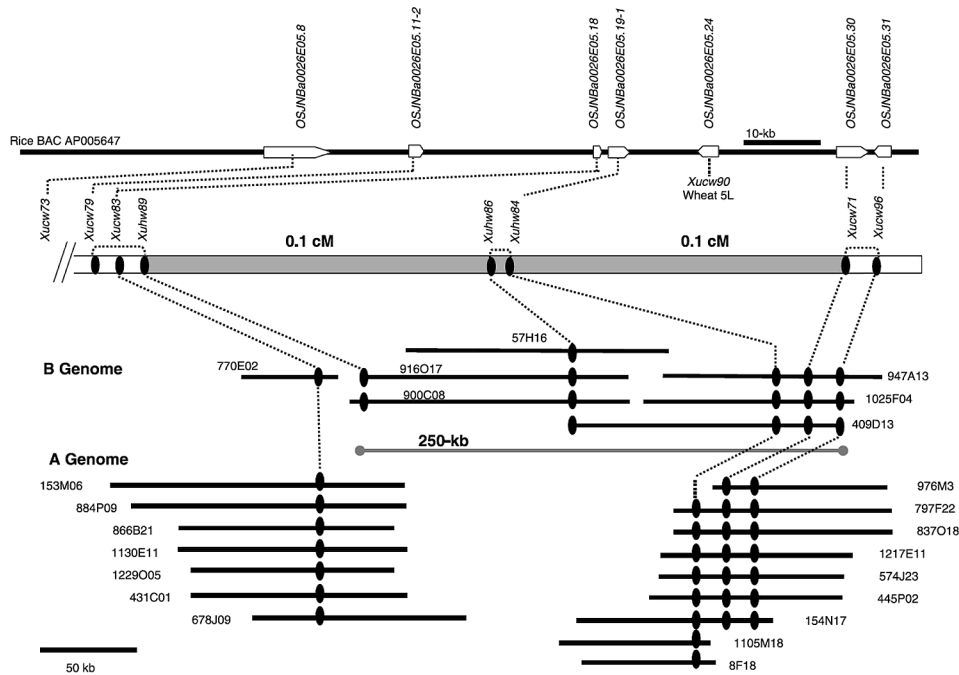 OSJNBa0026E05.8
OSJNBa0026E05.11-2
OSJNBa0026E05.18
OSJNBa0026E05.19-1
OSJNBa0026E05.24
OSJNBa0026E05.30
OSJNBa0026E05.31
10-kb
Rice BAC AP005647
Xucw90
Wheat 5L
Xucw73
Xucw79
Xucw83
Xuhw89
Xuhw86
Xuhw84
Xucw71
Xucw96
0.1 cM
0.1 cM
57H16
B Genome
770E02
916O17
947A13
900C08
1025F04
409D13
250-kb
A Genome
153M06
976M3
884P09
797F22
866B21
837O18
1130E11
1217E11
1229O05
574J23
431C01
445P02
678J09
154N17
1105M18
50 kb
8F18